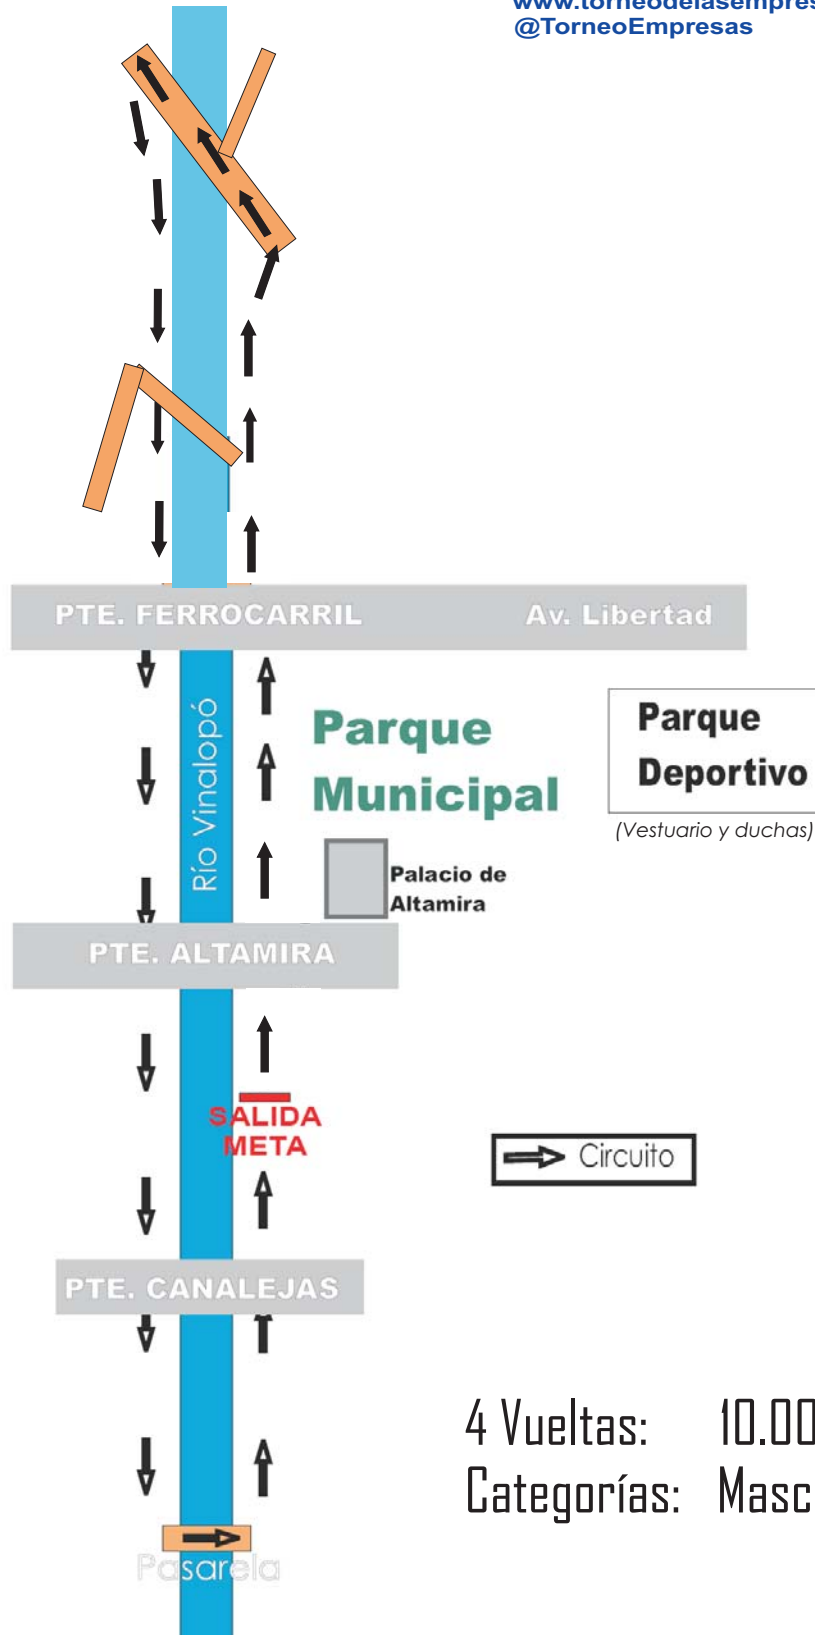 @TorneoEmpresas
PTE. FERROCARRIL
Av. Libertad
Río Vinalopó
Parque
Municipal
Parque
Deportivo
(Vestuario y duchas)
Palacio de
Altamira
PTE. ALTAMIRA
SALIDA
META
Circuito
PTE. CANALEJAS
4 Vueltas:
Categorías:
Pasarela